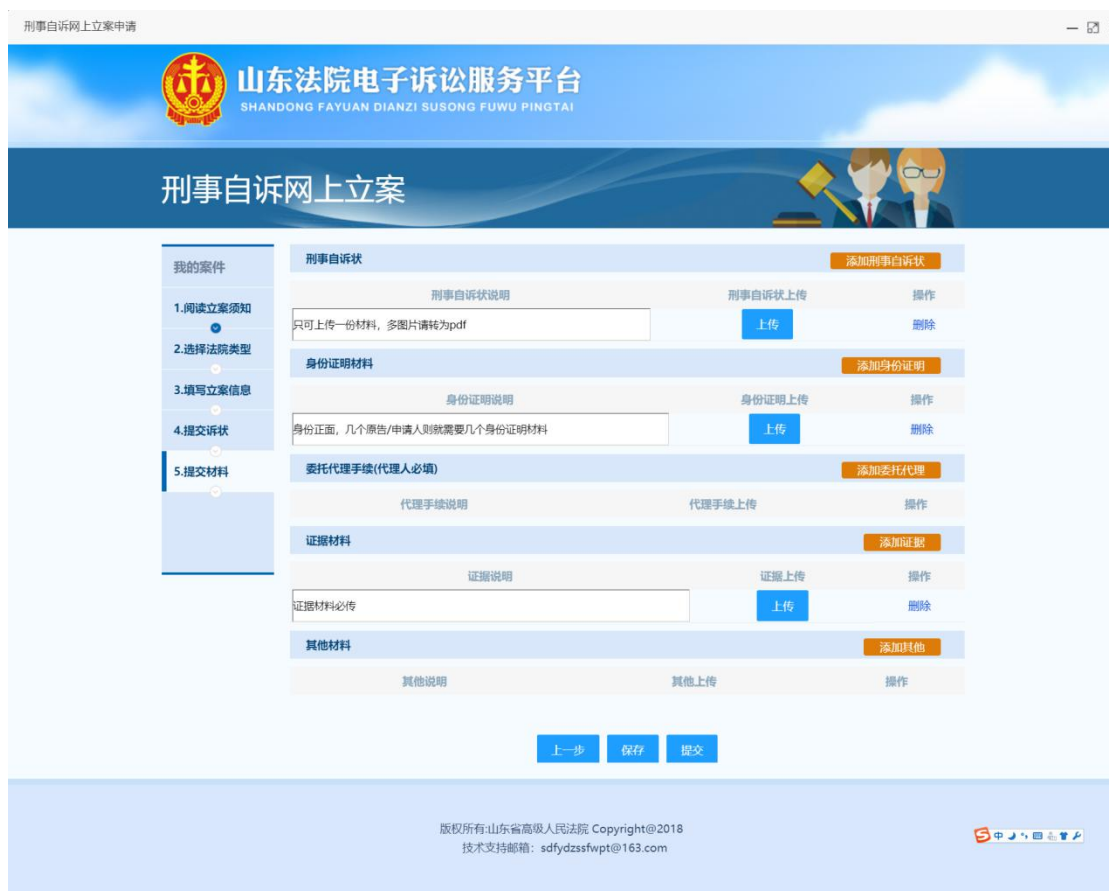 刑事自诉网上立案申请
山东法院电子诉讼服务平台
SHANDONG FAYUAN DIANZI SUSONG FUWU PINGTAI
刑事自诉网上立案
我的案件
1.阅读立案须知
2.选择法院类型
3.填写立案信息
4.提交诉状
5.提交材料
刑事自诉状 添加刑事自诉状
刑事自诉状说明 刑事自诉状上传 操作
只可上传一份材料，多图片请转为pdf 上传 删除
身份证明材料 添加身份证明
身份证明说明 身份证明上传 操作
身份正面，几个原告/申请人则就需要几个身份证明材料 上传 删除
委托代理手续(代理人必填) 添加委托代理
代理手续说明 代理手续上传 操作
证据材料 添加证据
证据说明 证据上传 操作
证据材料必传 上传 删除
其他材料 添加其他
其他说明 其他上传 操作
上一步 保存 提交
版权所有:山东省高级人民法院 Copyright@2018
技术支持邮箱：sdfydzssfwpt@163.com
中